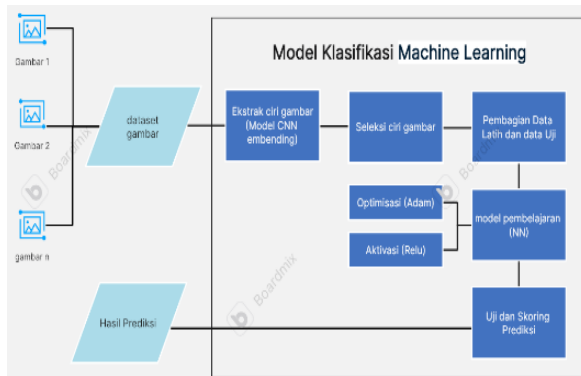 Model Klasifikasi Machine Learning
Gambar 1
Gambar 2
gambar n
dataset
gambar
Ekstrak ciri gambar
(Model CNN
embending)
Seleksi ciri gambar
Pembagian Data
Latih dan data Uji
Optimisasi (Adam)
Aktivasi (Relu)
model pembelajaran
(NN)
Uji dan Skoring
Prediksi
Hasil Prediksi
Boardmix
Boardmix
Boardmix